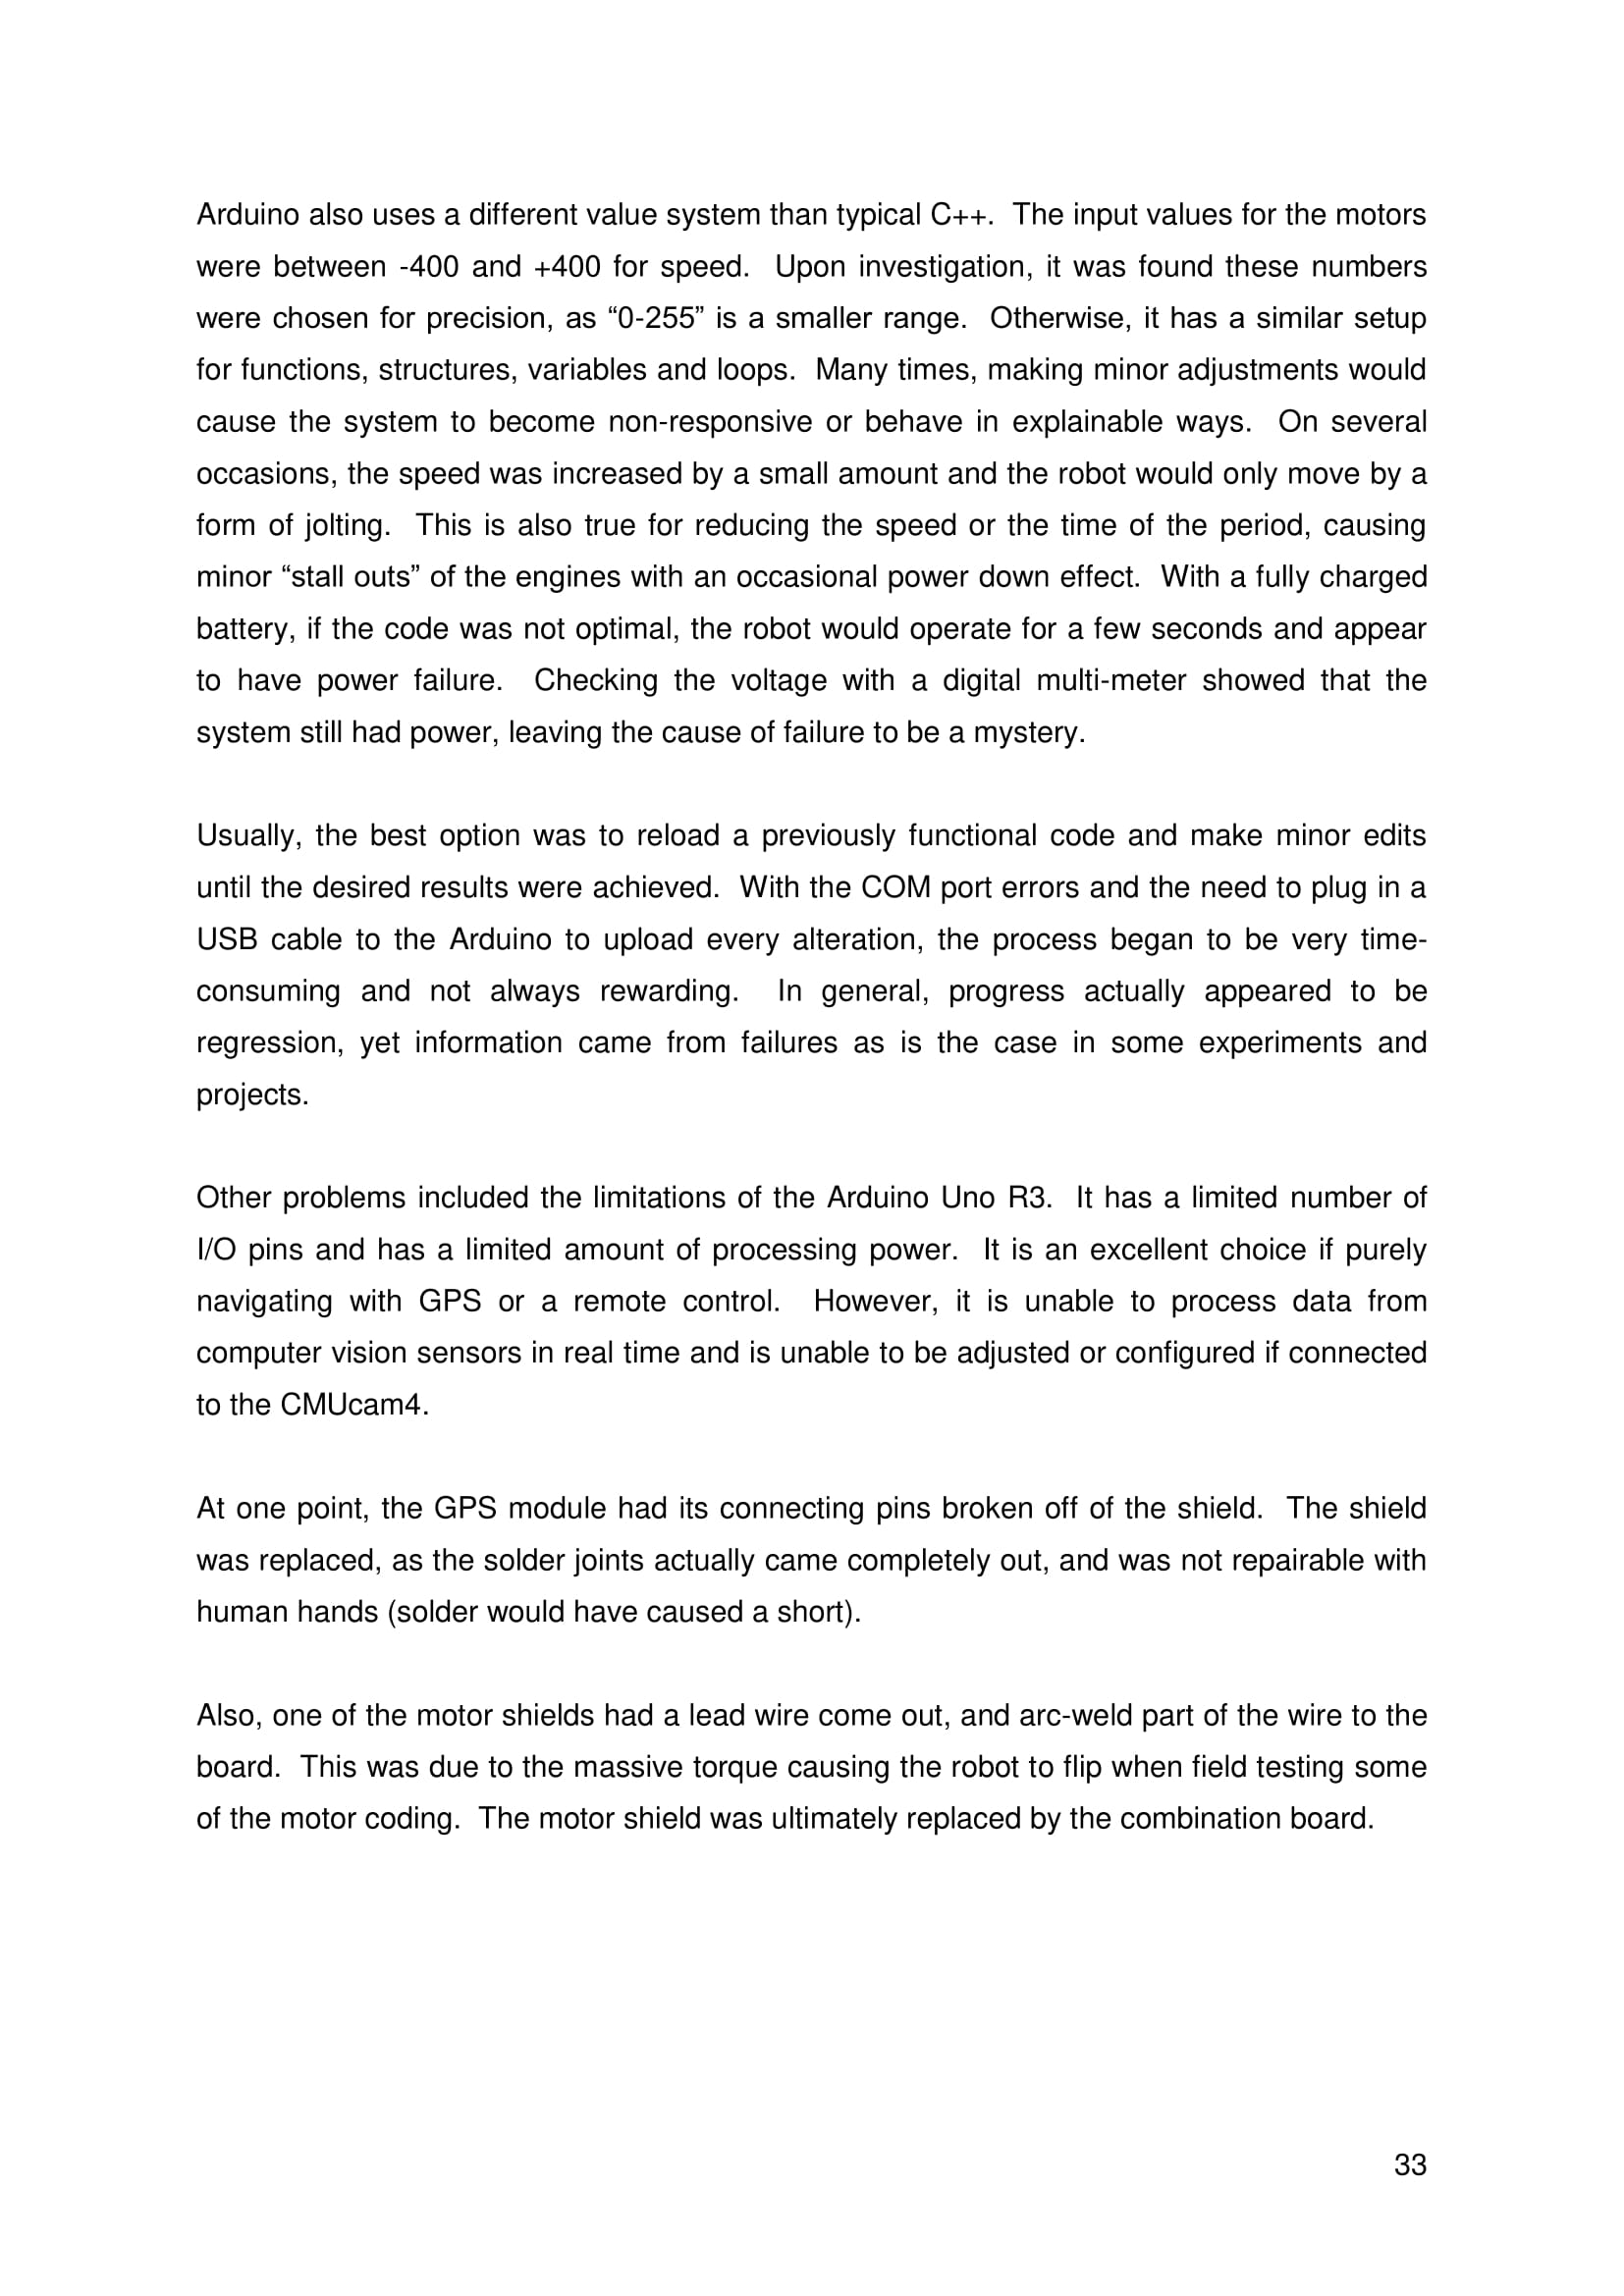 Arduino also uses a different value system than typical C++.  The input values for the motors
were between -400 and +400 for speed.  Upon investigation, it was found these numbers
were chosen for precision, as “0-255” is a smaller range.  Otherwise, it has a similar setup
for functions, structures, variables and loops.  Many times, making minor adjustments would
cause the system to become non-responsive or behave in explainable ways.  On several
occasions, the speed was increased by a small amount and the robot would only move by a
form of jolting.  This is also true for reducing the speed or the time of the period, causing
minor “stall outs” of the engines with an occasional power down effect.  With a fully charged
battery, if the code was not optimal, the robot would operate for a few seconds and appear
to have power failure.  Checking the voltage with a digital multi-meter showed that the
system still had power, leaving the cause of failure to be a mystery.
Usually, the best option was to reload a previously functional code and make minor edits
until the desired results were achieved.  With the COM port errors and the need to plug in a
USB cable to the Arduino to upload every alteration, the process began to be very time-
consuming and not always rewarding.  In general, progress actually appeared to be
regression, yet information came from failures as is the case in some experiments and
projects.
Other problems included the limitations of the Arduino Uno R3.  It has a limited number of
I/O pins and has a limited amount of processing power.  It is an excellent choice if purely
navigating with GPS or a remote control.  However, it is unable to process data from
computer vision sensors in real time and is unable to be adjusted or configured if connected
to the CMUcam4.
At one point, the GPS module had its connecting pins broken off of the shield.  The shield
was replaced, as the solder joints actually came completely out, and was not repairable with
human hands (solder would have caused a short).
Also, one of the motor shields had a lead wire come out, and arc-weld part of the wire to the
board.  This was due to the massive torque causing the robot to flip when field testing some
of the motor coding.  The motor shield was ultimately replaced by the combination board.
33